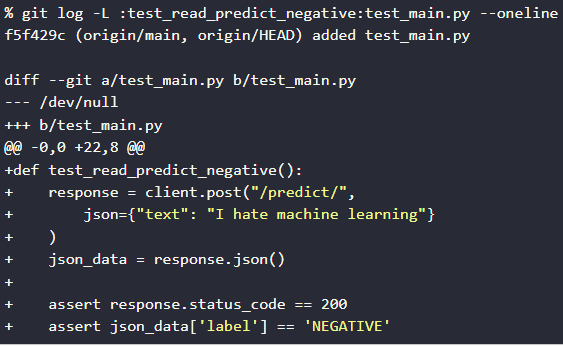 % git log -L :test_read_predict_negative:test_main.py --oneline
f5f429c (origin/main, origin/HEAD) added test_main.py

diff --git a/test_main.py b/test_main.py
--- /dev/null
+++ b/test_main.py
@@ -0,0 +22,8 @@
+def test_read_predict_negative():
+    response = client.post("/predict/",
+        json={"text": "I hate machine learning"}
+    )
+    json_data = response.json()
+
+    assert response.status_code == 200
+    assert json_data['label'] == 'NEGATIVE'